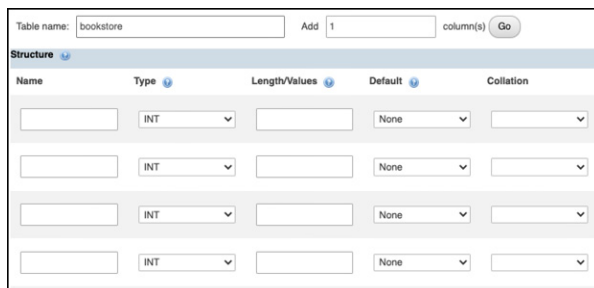 Table name: bookstore Add 1 column(s) Go
Structure
Name Type Length/Values Default Collation
INT None
INT None
INT None
INT None